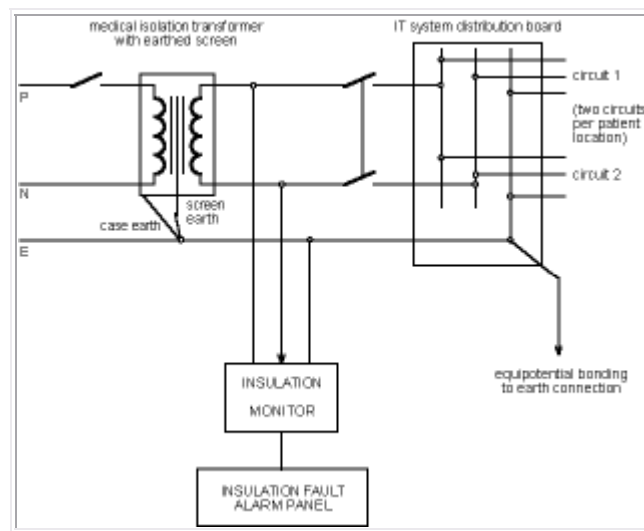 medical isolation transformer
with earthed screen
IT system distribution board
P
circuit 1
(two circuits
per patient
location)
circuit 2
N
screen
earth
case earth
E
equipotential bonding
to earth connection
INSULATION
MONITOR
INSULATION FAULT
ALARM PANEL